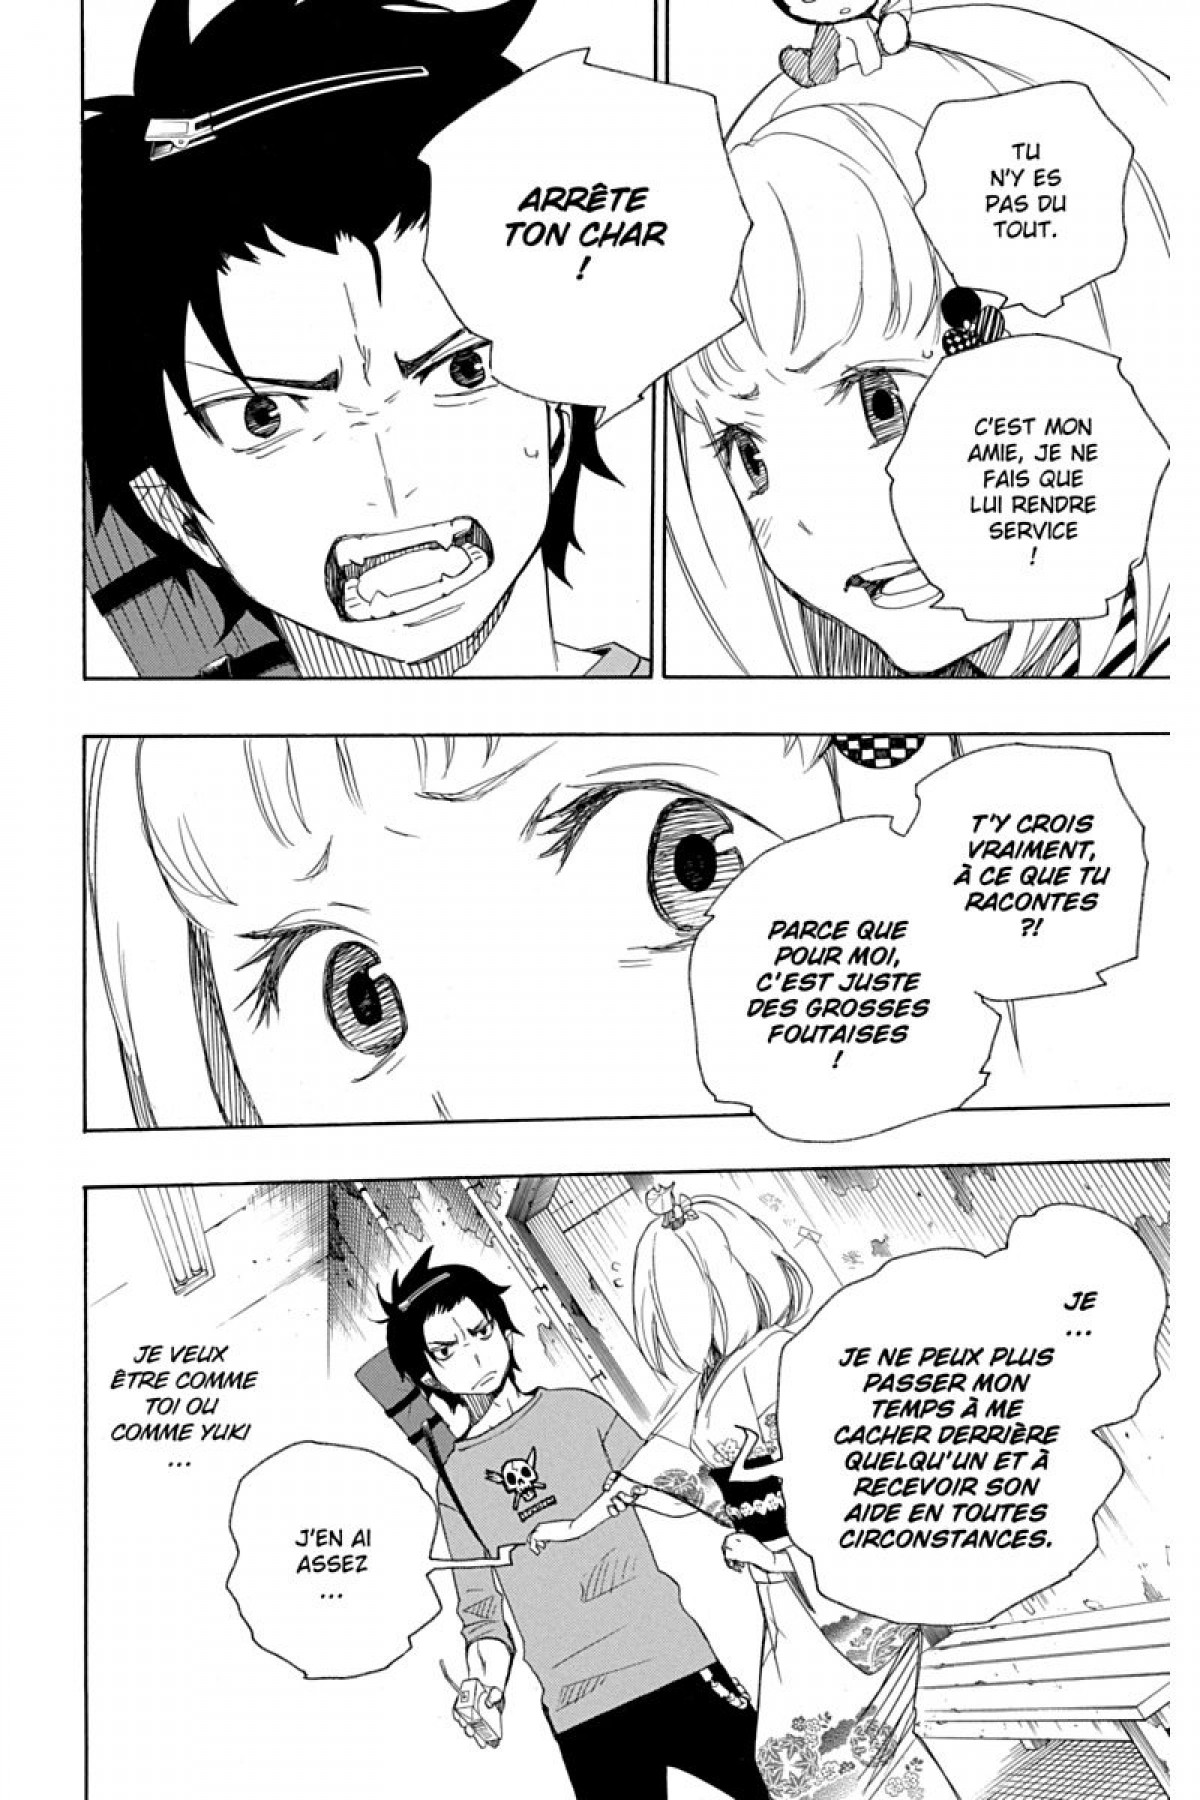 TU
N'Y ES
PAS DU
TOUT.
C'EST MON
AMIE, JE NE
FAIS QUE
LUI RENDRE
SERVICE
!
ARRÊTE
TON CHAR
!
T'Y CROIS
VRAIMENT,
À CE QUE TU
RACONTES
?!
PARCE QUE
POUR MOI,
C'EST JUSTE
DES GROSSES
FOUTAISES
!
JE
...
JE NE PEUX PLUS
PASSER MON
TEMPS À ME
CACHER DERRIÈRE
QUELQU'UN ET À
RECEVOIR SON
AIDE EN TOUTES
CIRCONSTANCES.
J'EN AI
ASSEZ
...
JE VEUX
ÊTRE COMME
TOI OU
COMME YUKI
...